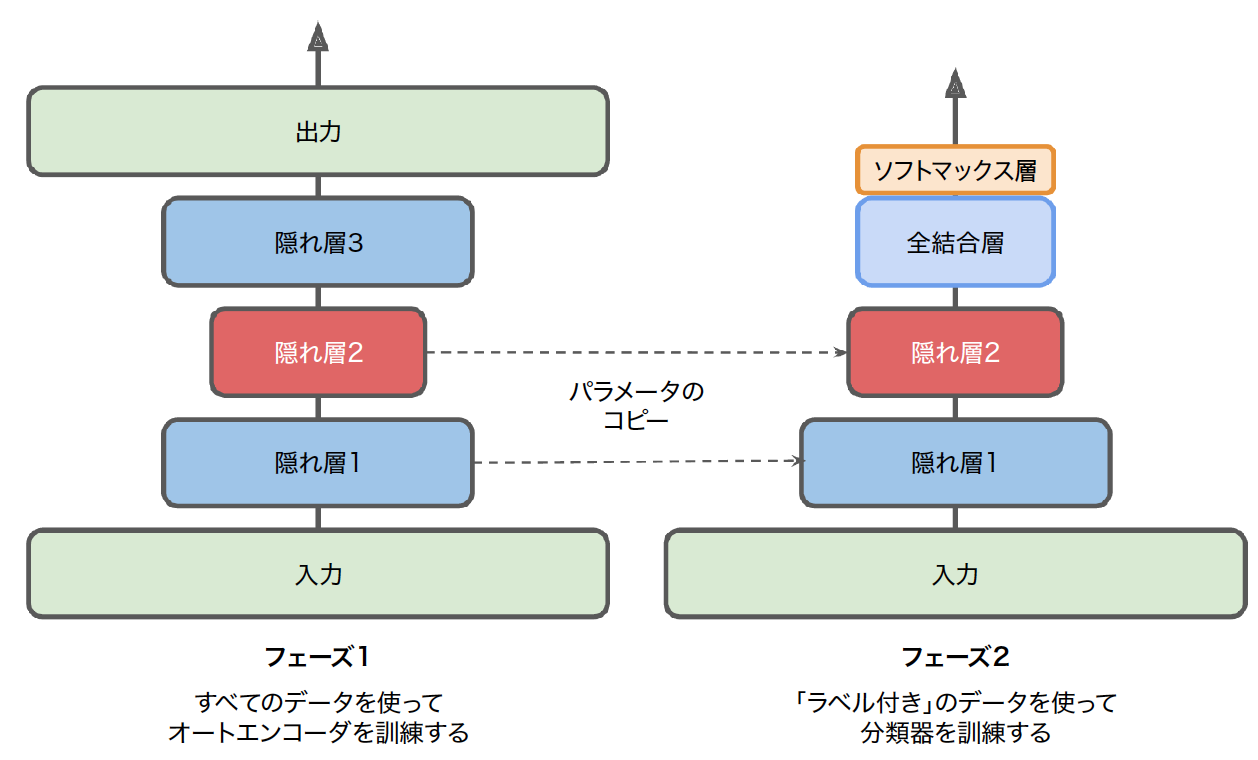 出力
隠れ層3
隠れ層2
隠れ層1
入力
フェーズ1
すべてのデータを使って
オートエンコーダを訓練する
パラメータの
コピー
ソフトマックス層
全結合層
隠れ層2
隠れ層1
入力
フェーズ2
「ラベル付き」のデータを使って
分類器を訓練する